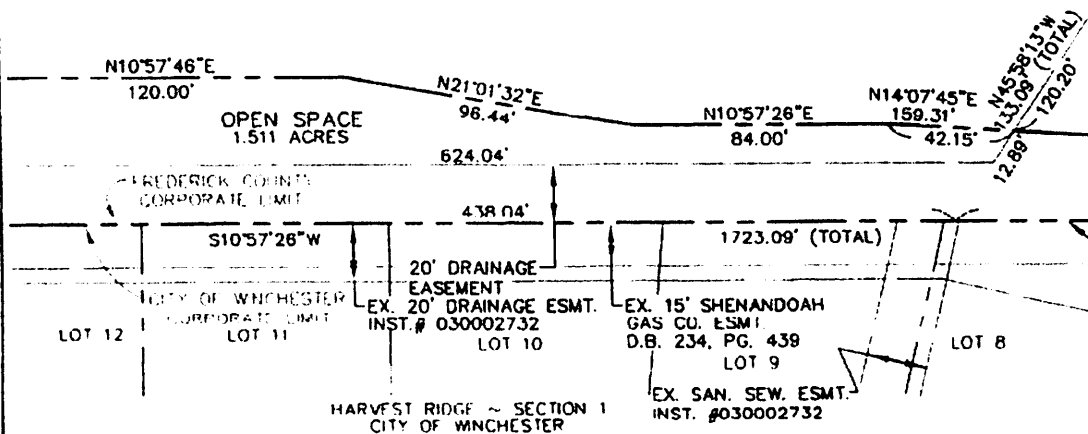 N10°57'46"E
120.00'
N21°01'32"E
96.44'
N10°57'26"E
84.00'
N14°07'45"E
159.31'
42.15'
N45°58'13"W
133.09' (TOTAL)
120.20'
12.89'
OPEN SPACE
1.511 ACRES
624.04'
FREDERICK COUNTY
CORPORATE LIMIT
438.04'
S10°57'26"W
1723.09' (TOTAL)
20' DRAINAGE
EASEMENT
CITY OF WINCHESTER
CORPORATE LIMIT
EX. 20' DRAINAGE ESMT.
INST.# 030002732
EX. 15' SHENANDOAH
GAS CO. ESMT.
D.B. 234, PG. 439
LOT 12
LOT 11
LOT 10
LOT 9
LOT 8
EX. SAN. SEW. ESMT.
INST. #030002732
HARVEST RIDGE ~ SECTION 1
CITY OF WINCHESTER